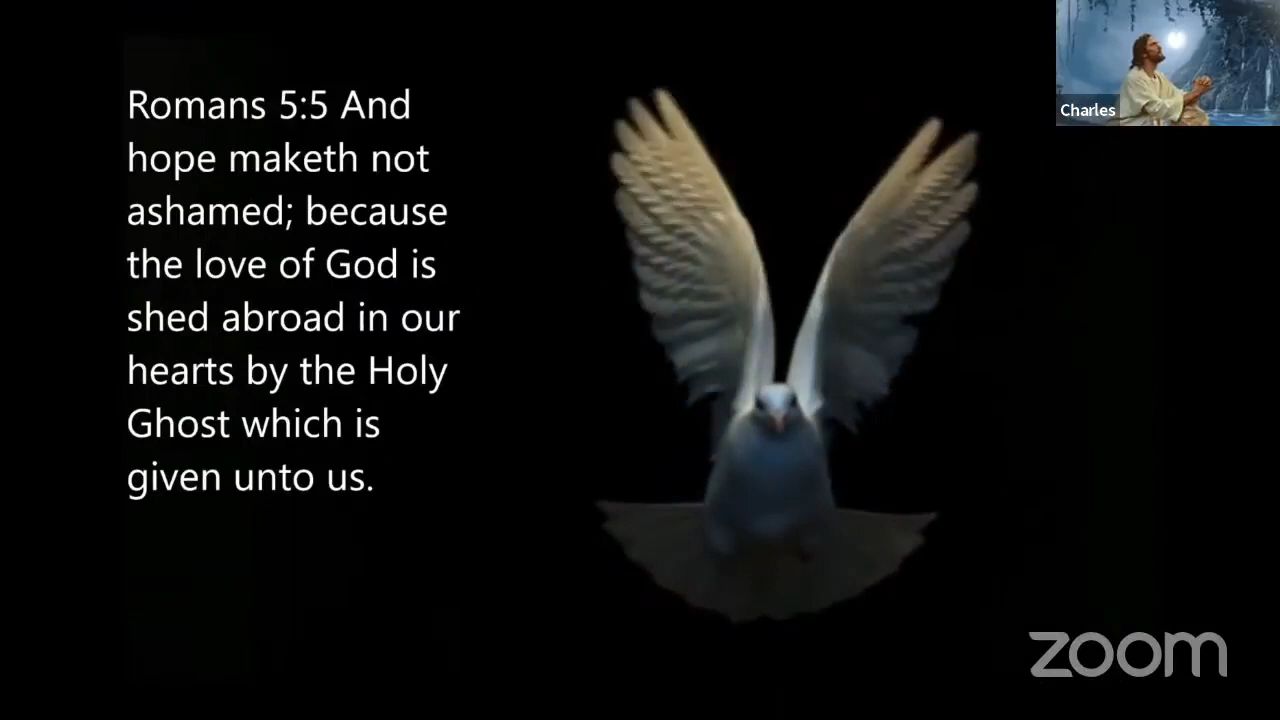 Romans 5:5 And
hope maketh not
ashamed; because
the love of God is
shed abroad in our
hearts by the Holy
Ghost which is
given unto us.
Charles
zoom